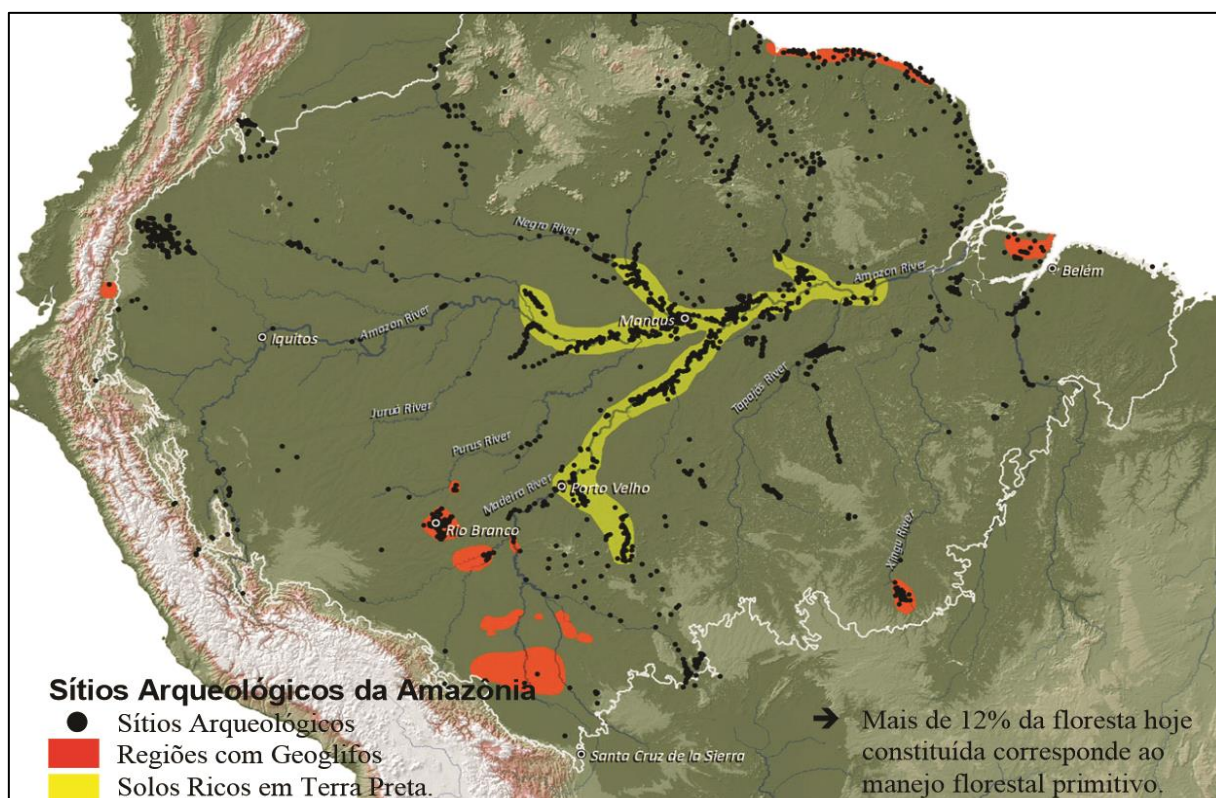 Negro River
Amazon River
Belém
Manaus
Amazon River
Iquitos
Tapajós River
Juruá River
Purus River
Madeira River
Porto Velho
Rio Branco
Xingu River
Sítios Arqueológicos da Amazônia
Sítios Arqueológicos
Regiões com Geoglifos
Solos Ricos em Terra Preta.
Santa Cruz de la Sierra
➔ Mais de 12% da floresta hoje
constituída corresponde ao
manejo florestal primitivo.